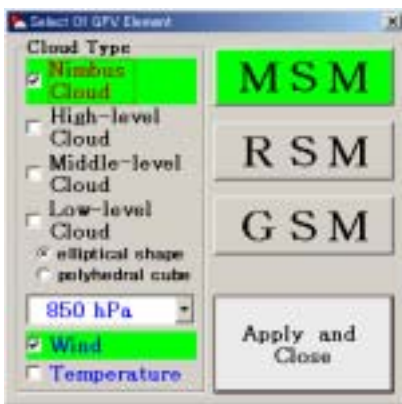 Select Of GPV Element
Cloud Type
Nimbus
Cloud
High-level
Cloud
Middle-level
Cloud
Low-level
Cloud
elliptical shape
polyhedral cube
850 hPa
Wind
Temperature
MSM
RSM
GSM
Apply and
Close